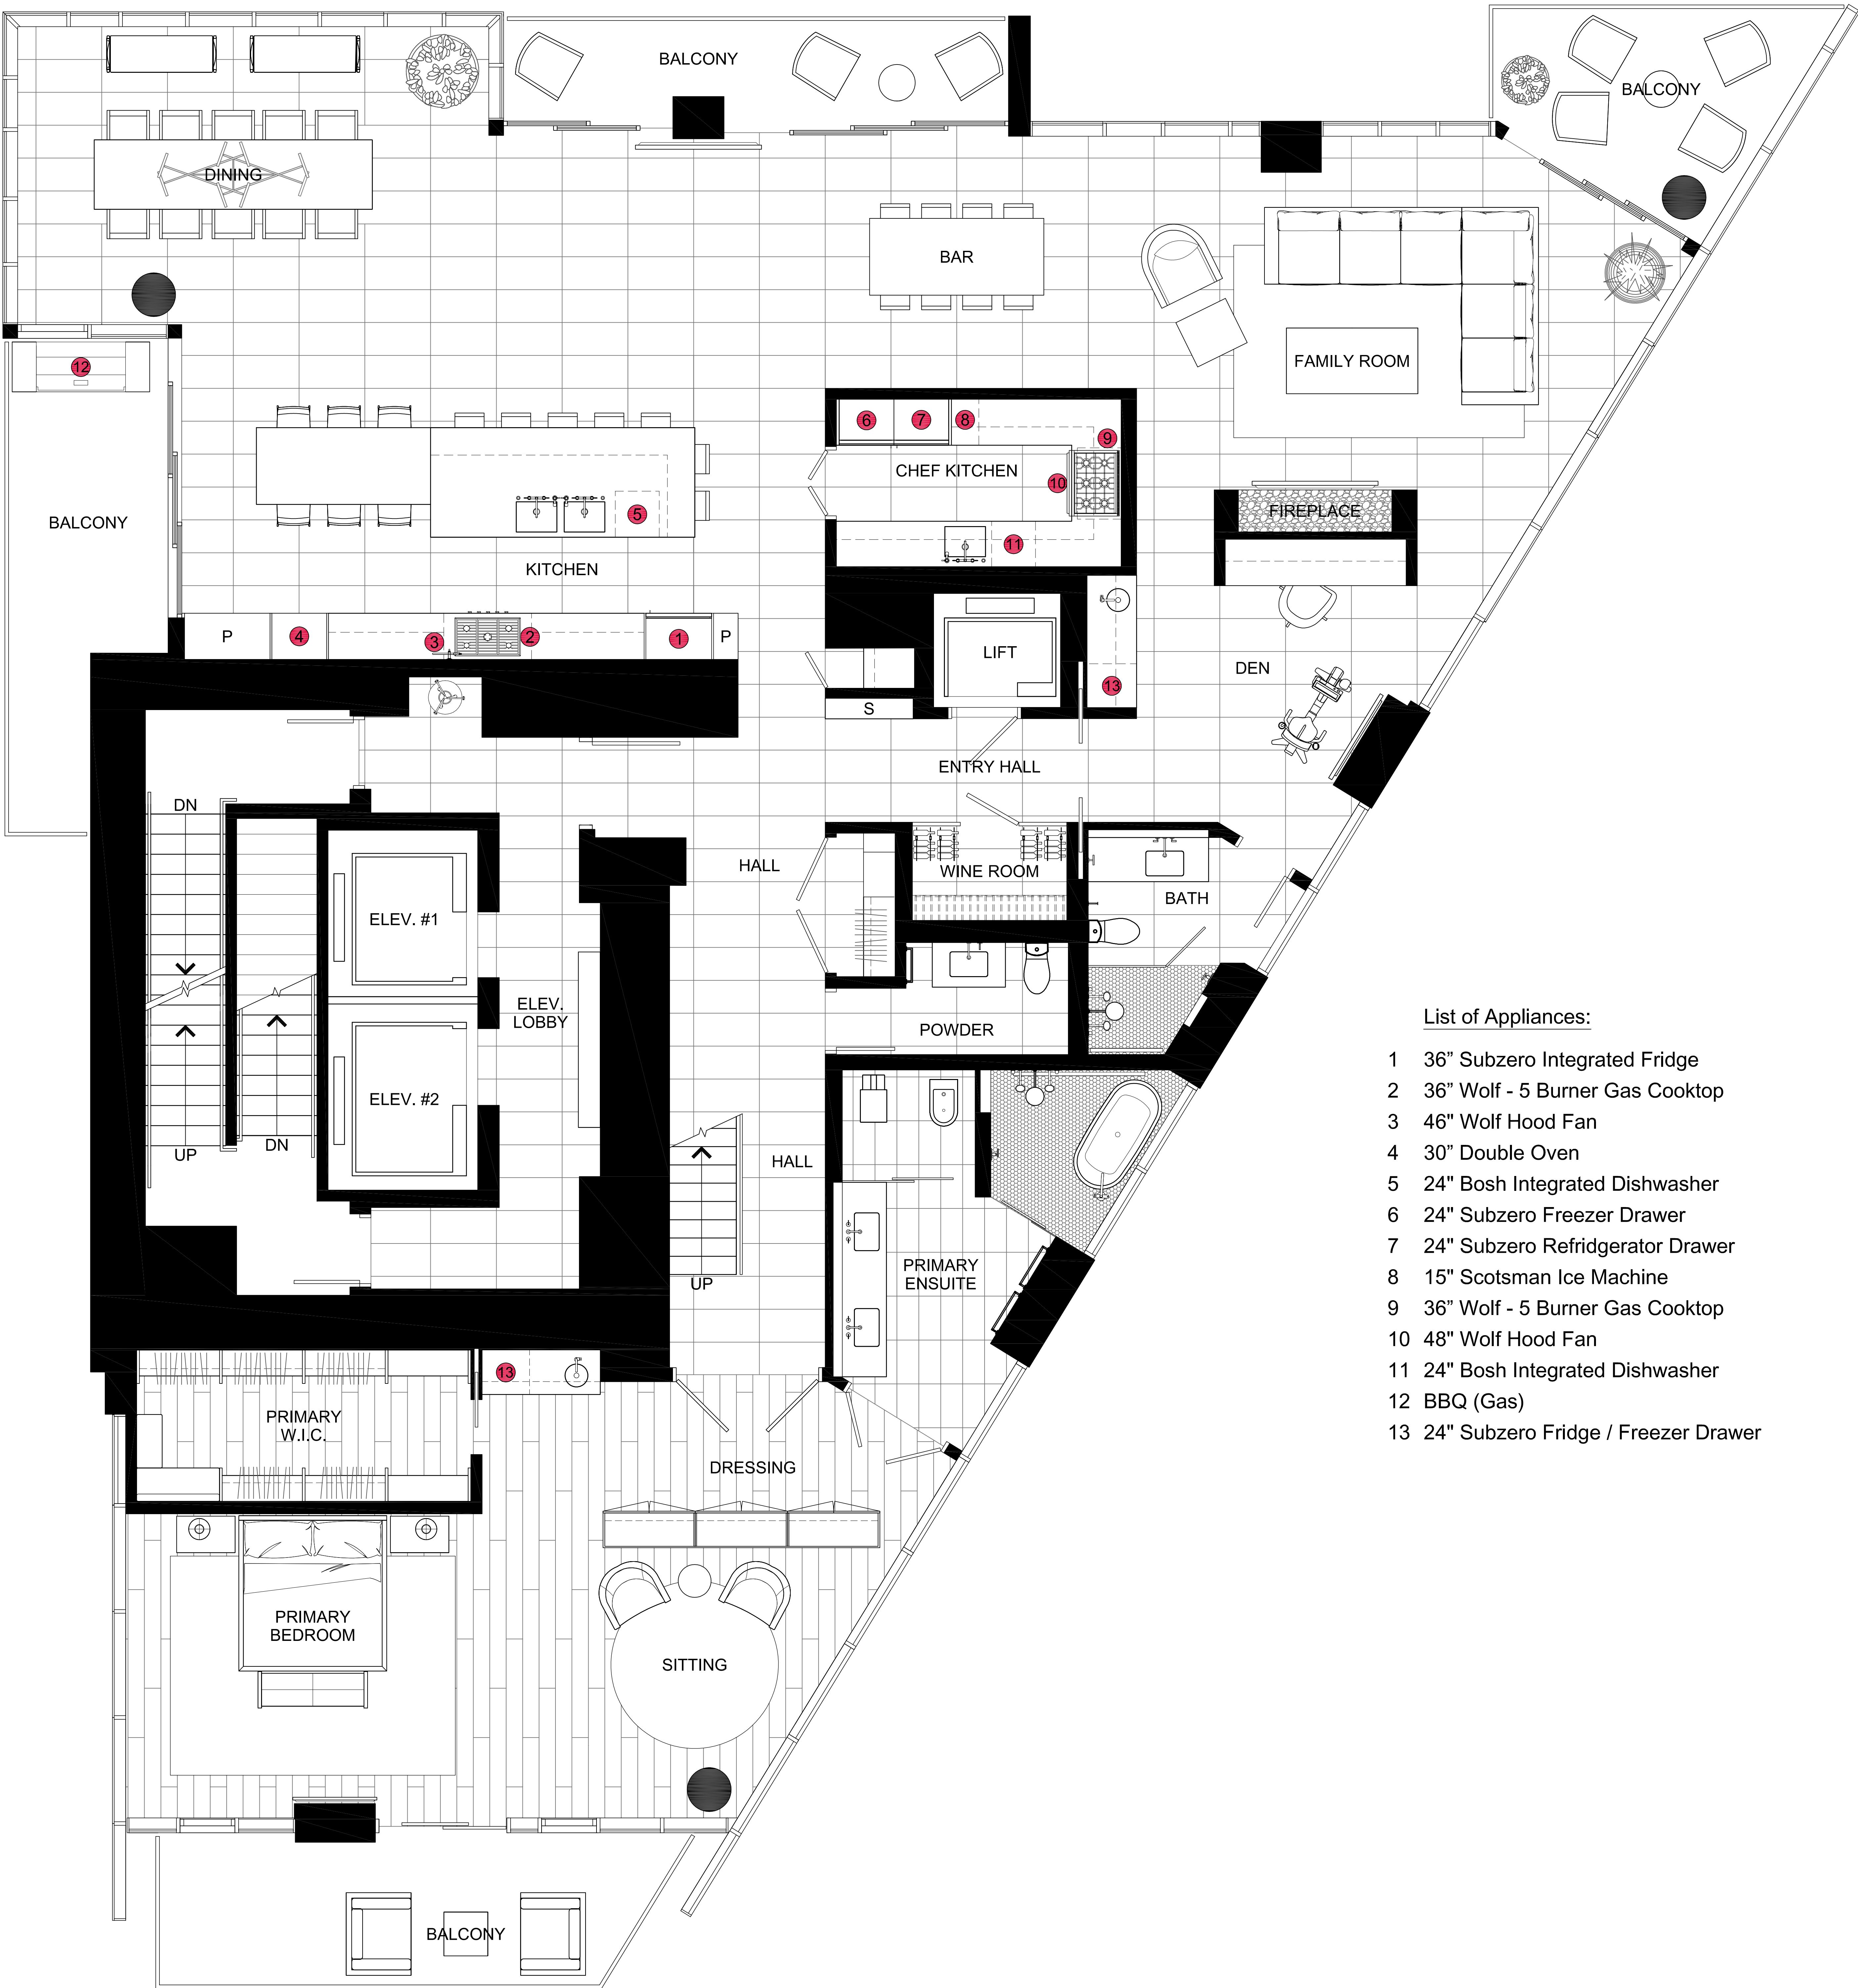 BALCONY
BALCONY
DINING
BAR
FAMILY ROOM
12
6
7
8
9
CHEF KITCHEN
10
BALCONY
5
11
FIREPLACE
KITCHEN
P
4
3
2
1
P
LIFT
DEN
13
S
ENTRY HALL
DN
HALL
WINE ROOM
BATH
ELEV. #1
ELEV.
LOBBY
POWDER
ELEV. #2
UP
DN
HALL
UP
PRIMARY
ENSUITE
13
PRIMARY
W.I.C.
DRESSING
PRIMARY
BEDROOM
SITTING
BALCONY
List of Appliances:
1 36” Subzero Integrated Fridge
2 36” Wolf - 5 Burner Gas Cooktop
3 46" Wolf Hood Fan
4 30” Double Oven
5 24" Bosh Integrated Dishwasher
6 24" Subzero Freezer Drawer
7 24" Subzero Refridgerator Drawer
8 15" Scotsman Ice Machine
9 36” Wolf - 5 Burner Gas Cooktop
10 48" Wolf Hood Fan
11 24" Bosh Integrated Dishwasher
12 BBQ (Gas)
13 24" Subzero Fridge / Freezer Drawer